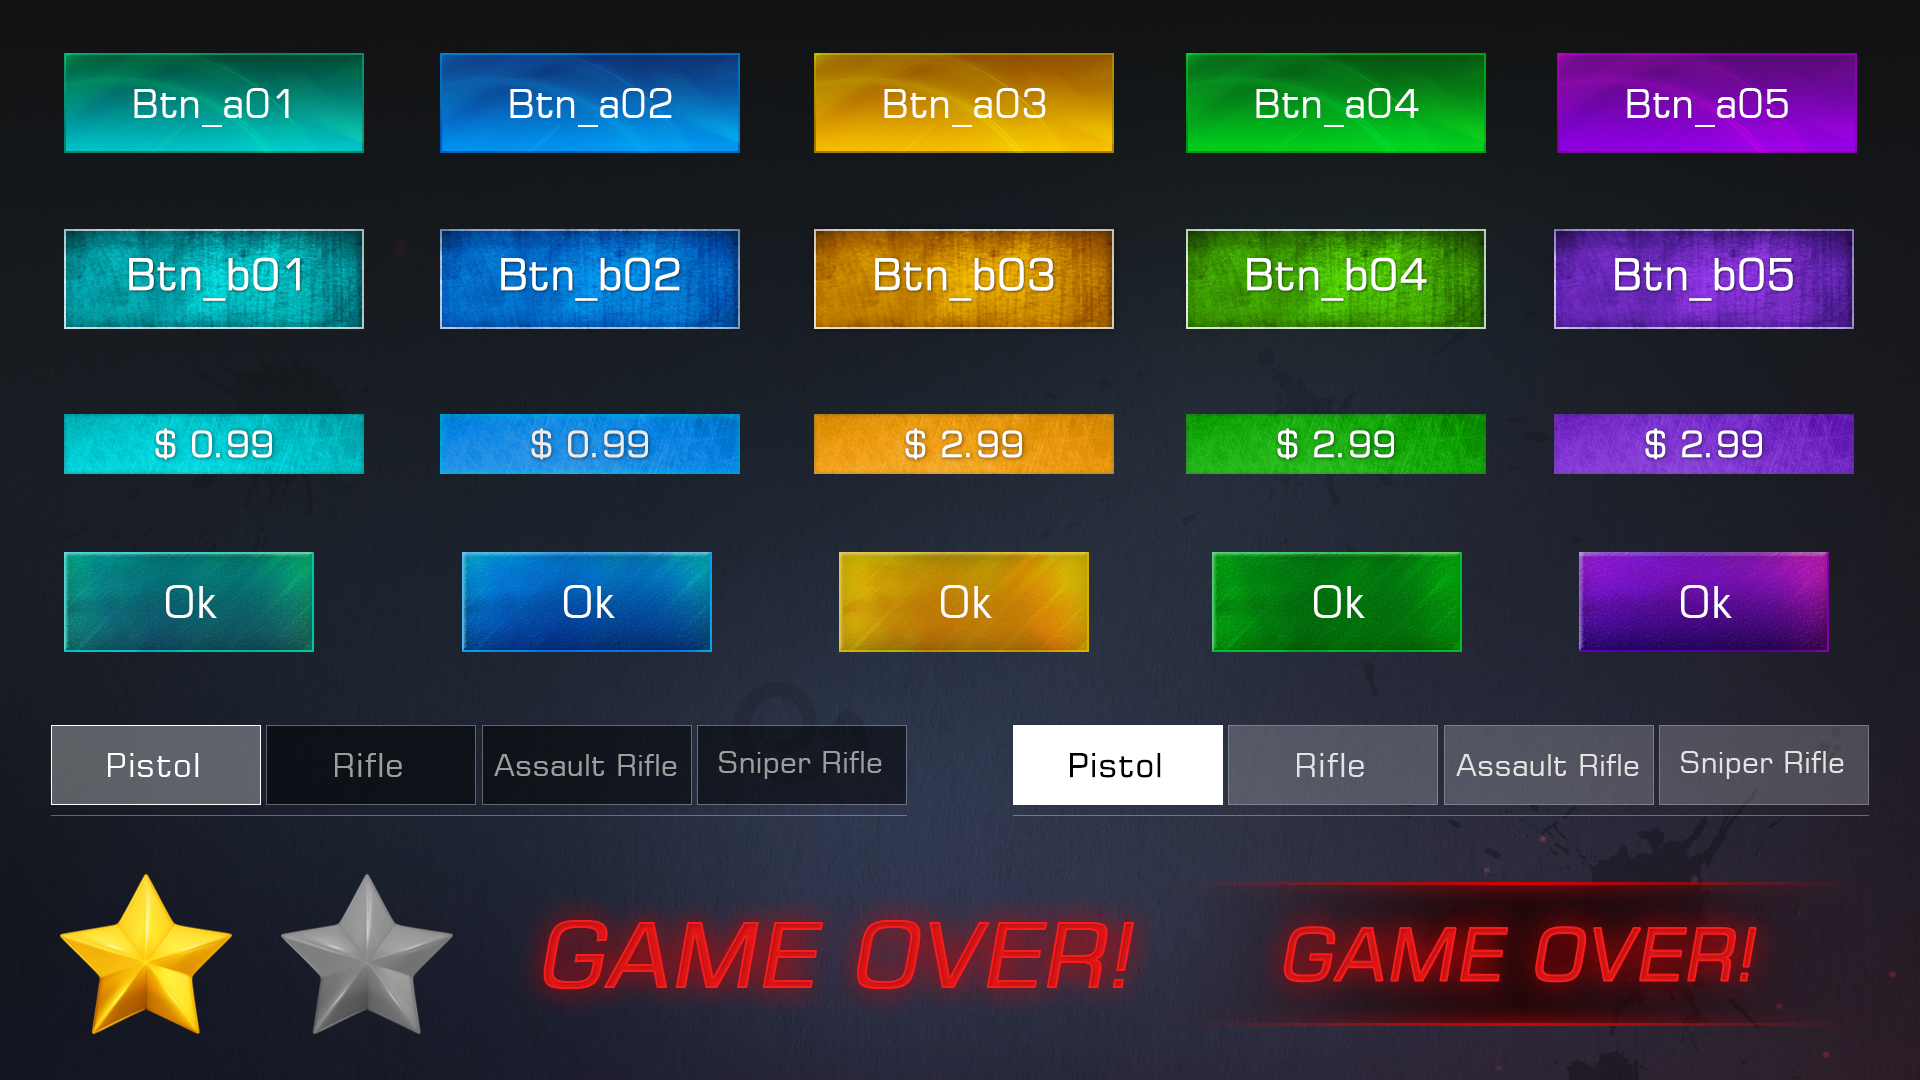 Btn_a01 Btn_a02 Btn_a03 Btn_a04 Btn_a05
Btn_b01 Btn_b02 Btn_b03 Btn_b04 Btn_b05
$ 0.99 $ 0.99 $ 2.99 $ 2.99 $ 2.99
Ok Ok Ok Ok Ok
Pistol Rifle Assault Rifle Sniper Rifle Pistol Rifle Assault Rifle Sniper Rifle
GAME OVER! GAME OVER!